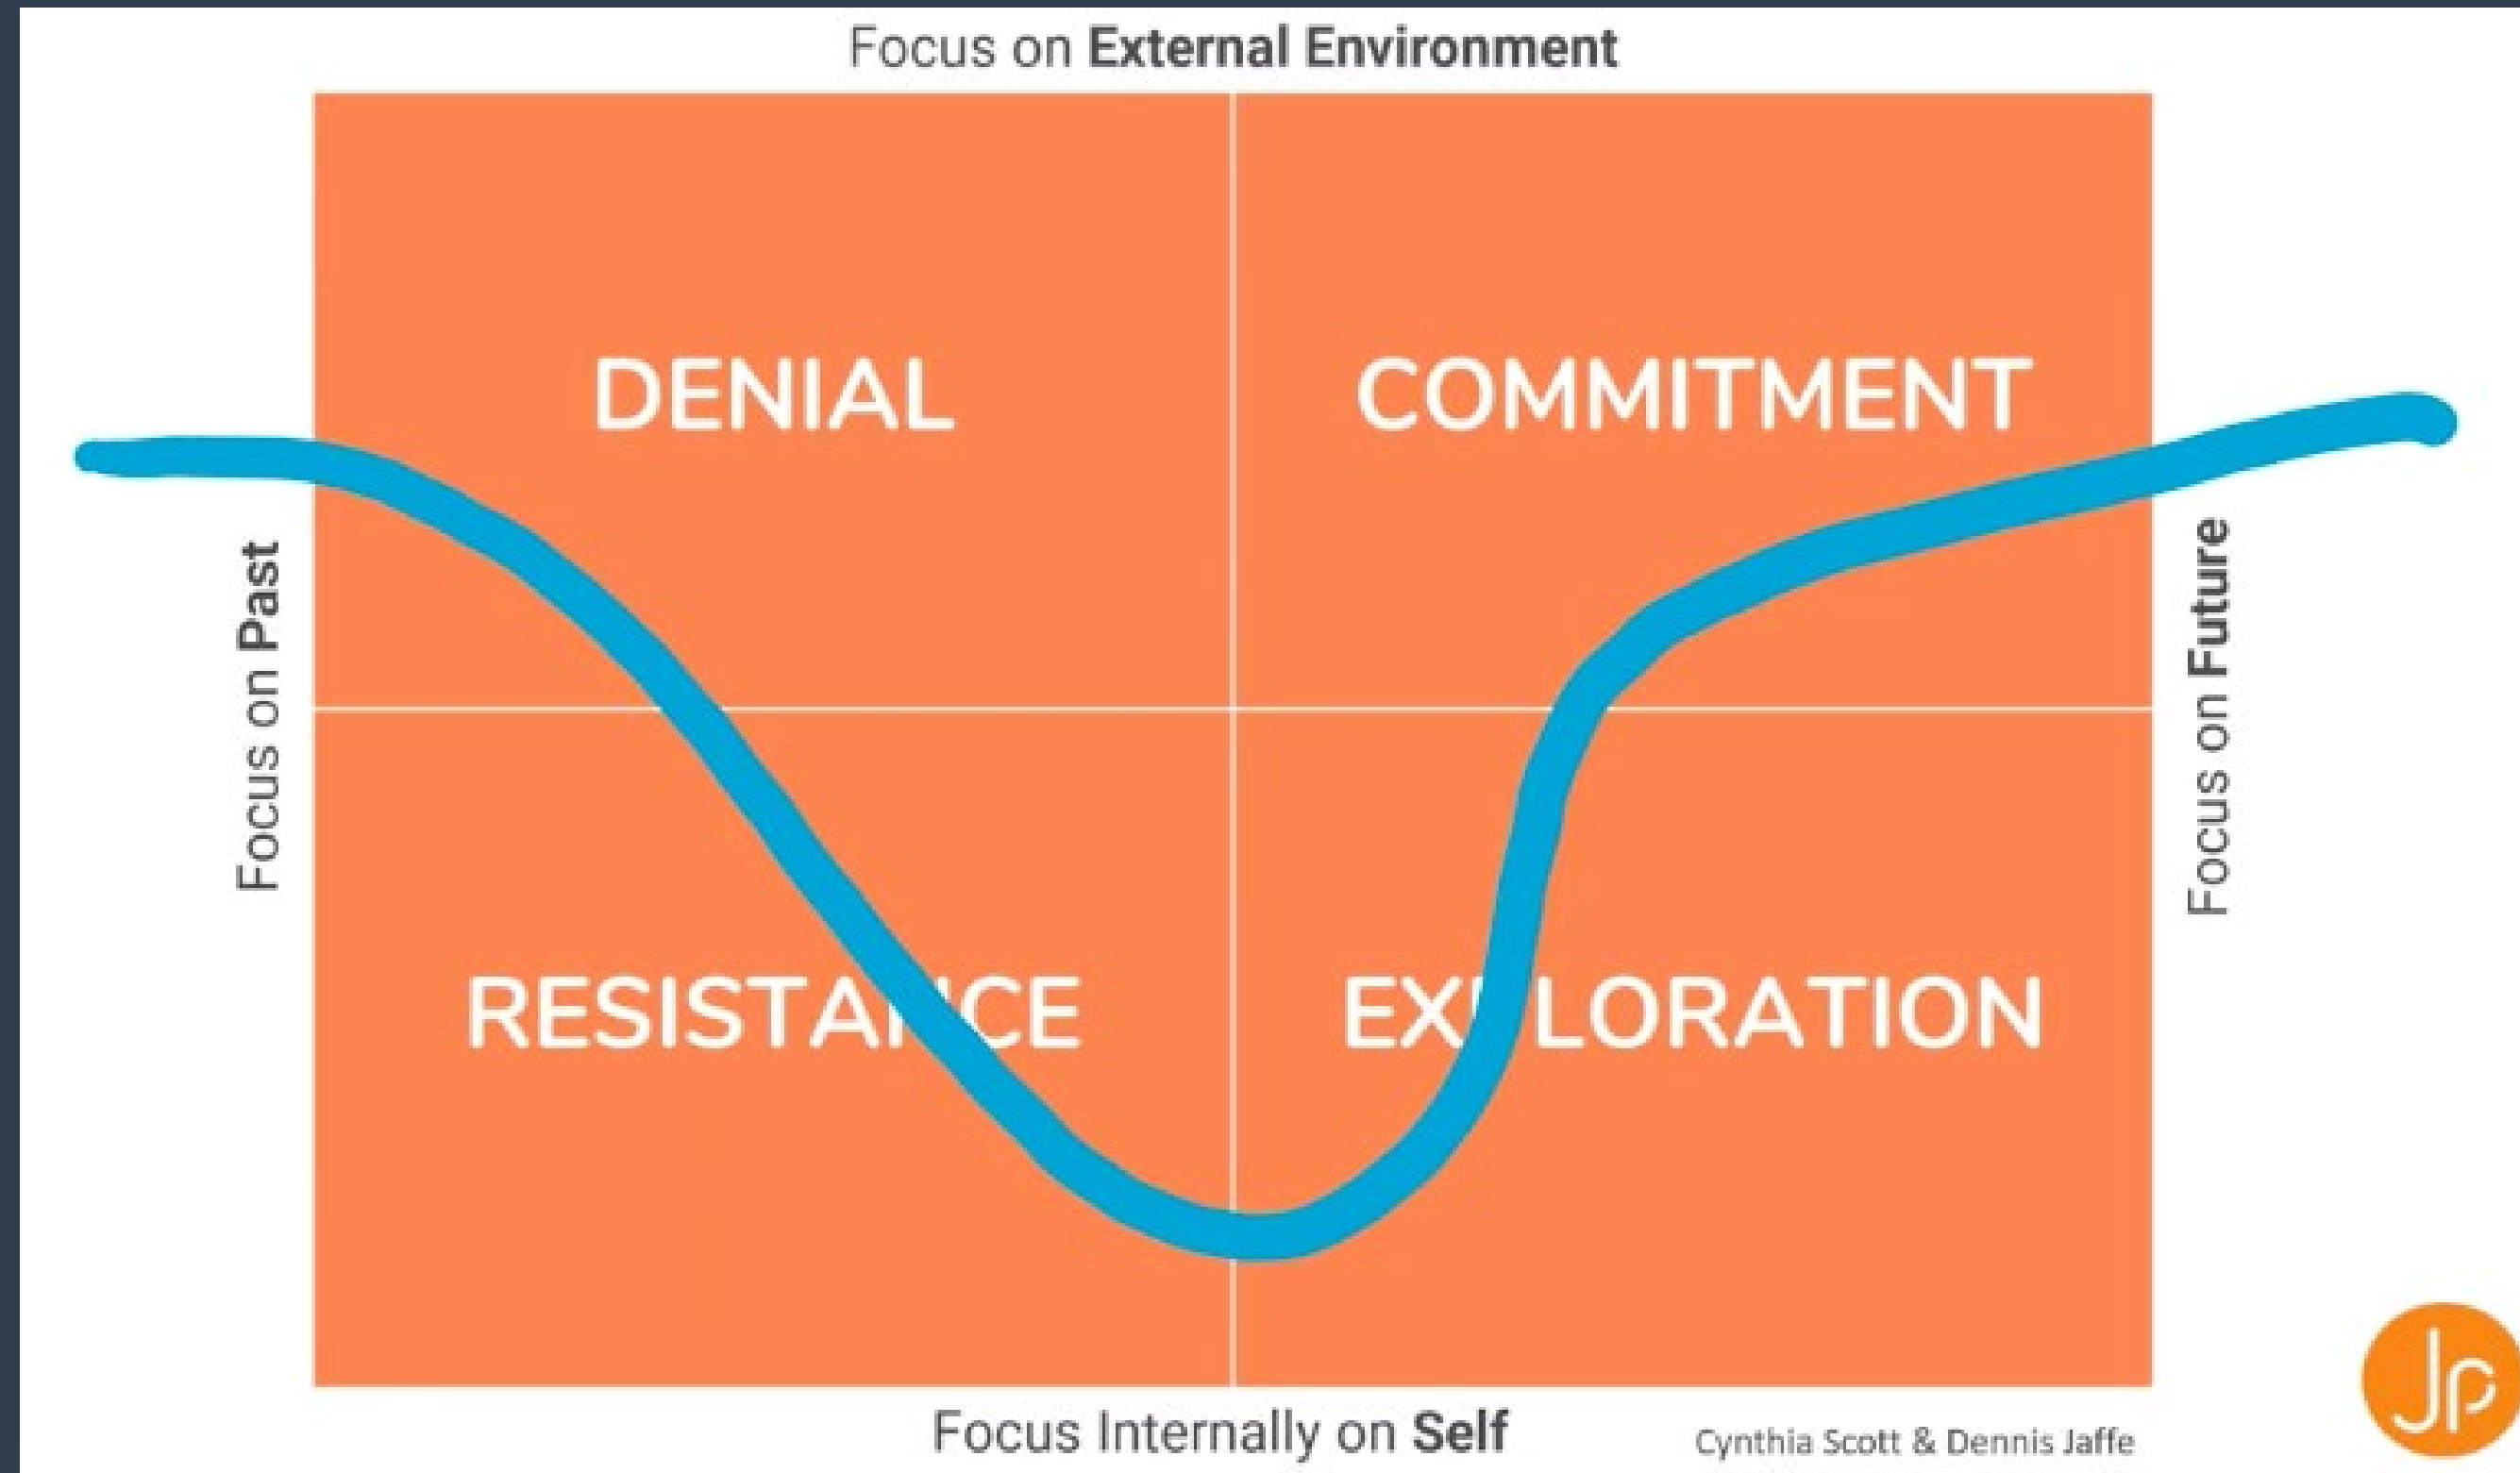 Focus on External Environment
DENIAL
COMMITMENT
Focus on Past
Focus on Future
RESISTANCE
EXPLORATION
Focus Internally on Self
Cynthia Scott & Dennis Jaffe
Jp